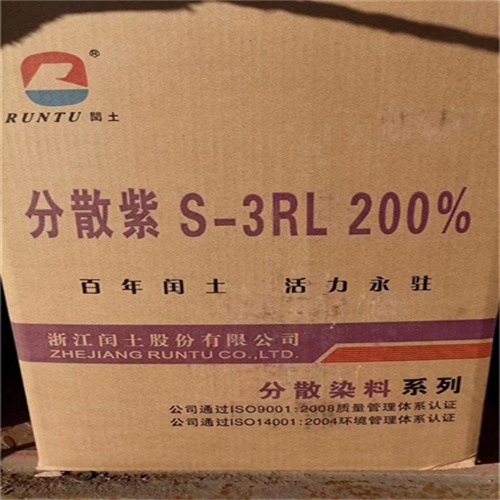 ®
RUNTU 闰土
分散紫 S-3RL 200%
百年闰土 活力永驻
浙江闰土股份有限公司
ZHEJIANG RUNTU CO.,LTD.
分散染料系列
公司通过ISO9001:2008质量管理体系认证
公司通过ISO14001:2004环境管理体系认证